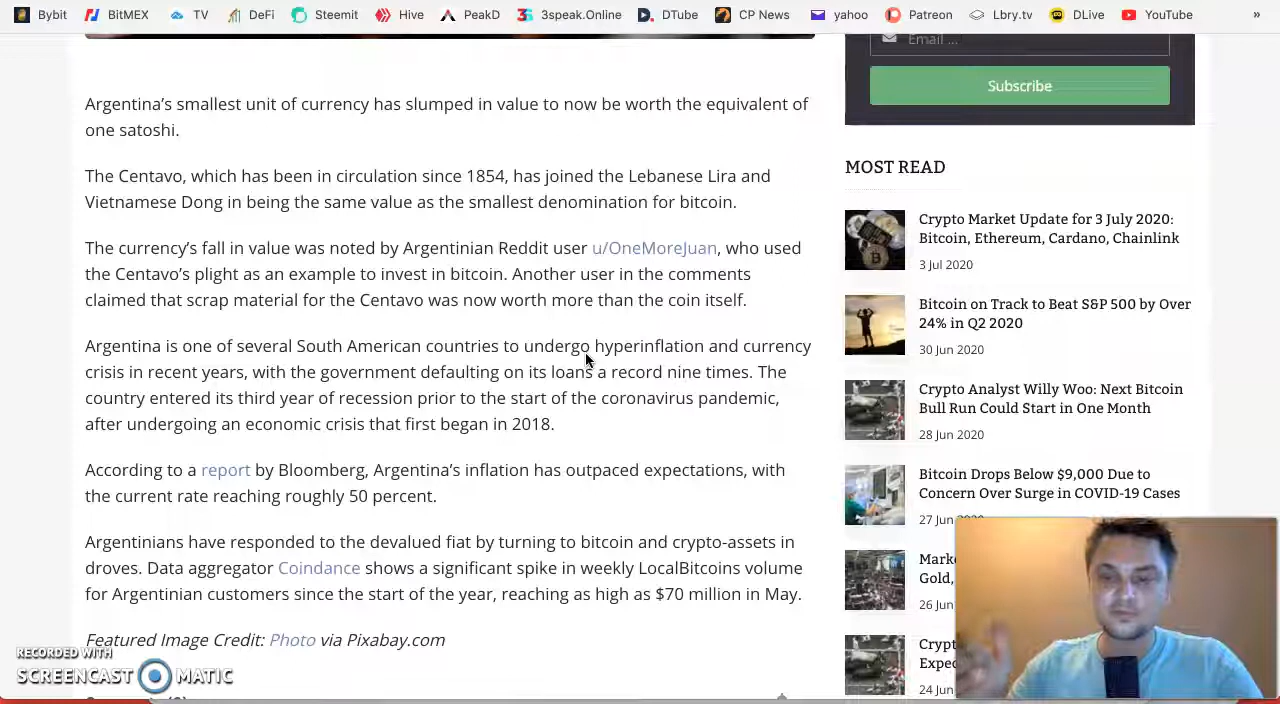 Bybit BitMEX TV DeFi Steemit Hive PeakD 3speak.Online DTube CP News yahoo Patreon Lbry.tv DLive YouTube »
Email ...
Subscribe
Argentina's smallest unit of currency has slumped in value to now be worth the equivalent of
one satoshi.
The Centavo, which has been in circulation since 1854, has joined the Lebanese Lira and
Vietnamese Dong in being the same value as the smallest denomination for bitcoin.
The currency's fall in value was noted by Argentinian Reddit user u/OneMoreJuan, who used
the Centavo's plight as an example to invest in bitcoin. Another user in the comments
claimed that scrap material for the Centavo was now worth more than the coin itself.
Argentina is one of several South American countries to undergo hyperinflation and currency
crisis in recent years, with the government defaulting on its loans a record nine times. The
country entered its third year of recession prior to the start of the coronavirus pandemic,
after undergoing an economic crisis that first began in 2018.
According to a report by Bloomberg, Argentina's inflation has outpaced expectations, with
the current rate reaching roughly 50 percent.
Argentinians have responded to the devalued fiat by turning to bitcoin and crypto-assets in
droves. Data aggregator Coindance shows a significant spike in weekly LocalBitcoins volume
for Argentinian customers since the start of the year, reaching as high as $70 million in May.
Featured Image Credit: Photo via Pixabay.com
MOST READ
Crypto Market Update for 3 July 2020:
Bitcoin, Ethereum, Cardano, Chainlink
3 Jul 2020
Bitcoin on Track to Beat S&P 500 by Over
24% in Q2 2020
30 Jun 2020
Crypto Analyst Willy Woo: Next Bitcoin
Bull Run Could Start in One Month
28 Jun 2020
Bitcoin Drops Below $9,000 Due to
Concern Over Surge in COVID-19 Cases
27 Jun
Gold,
26 Jun
24 Jun
RECORDED WITH
SCREENCAST MATIC